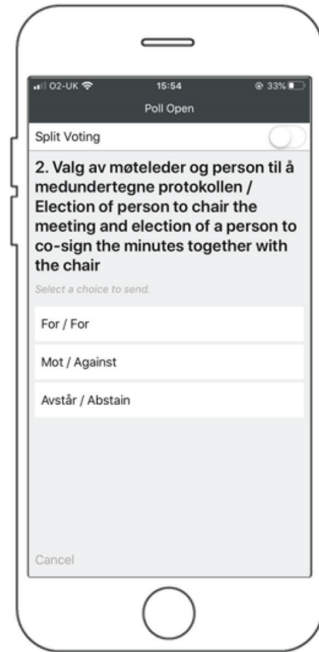 O2-UK 15:54 33%
Poll Open
Split Voting
2. Valg av møteleder og person til å
medundertegne protokollen /
Election of person to chair the
meeting and election of a person to
co-sign the minutes together with
the chair
Select a choice to send.
For / For
Mot / Against
Avstår / Abstain
Cancel